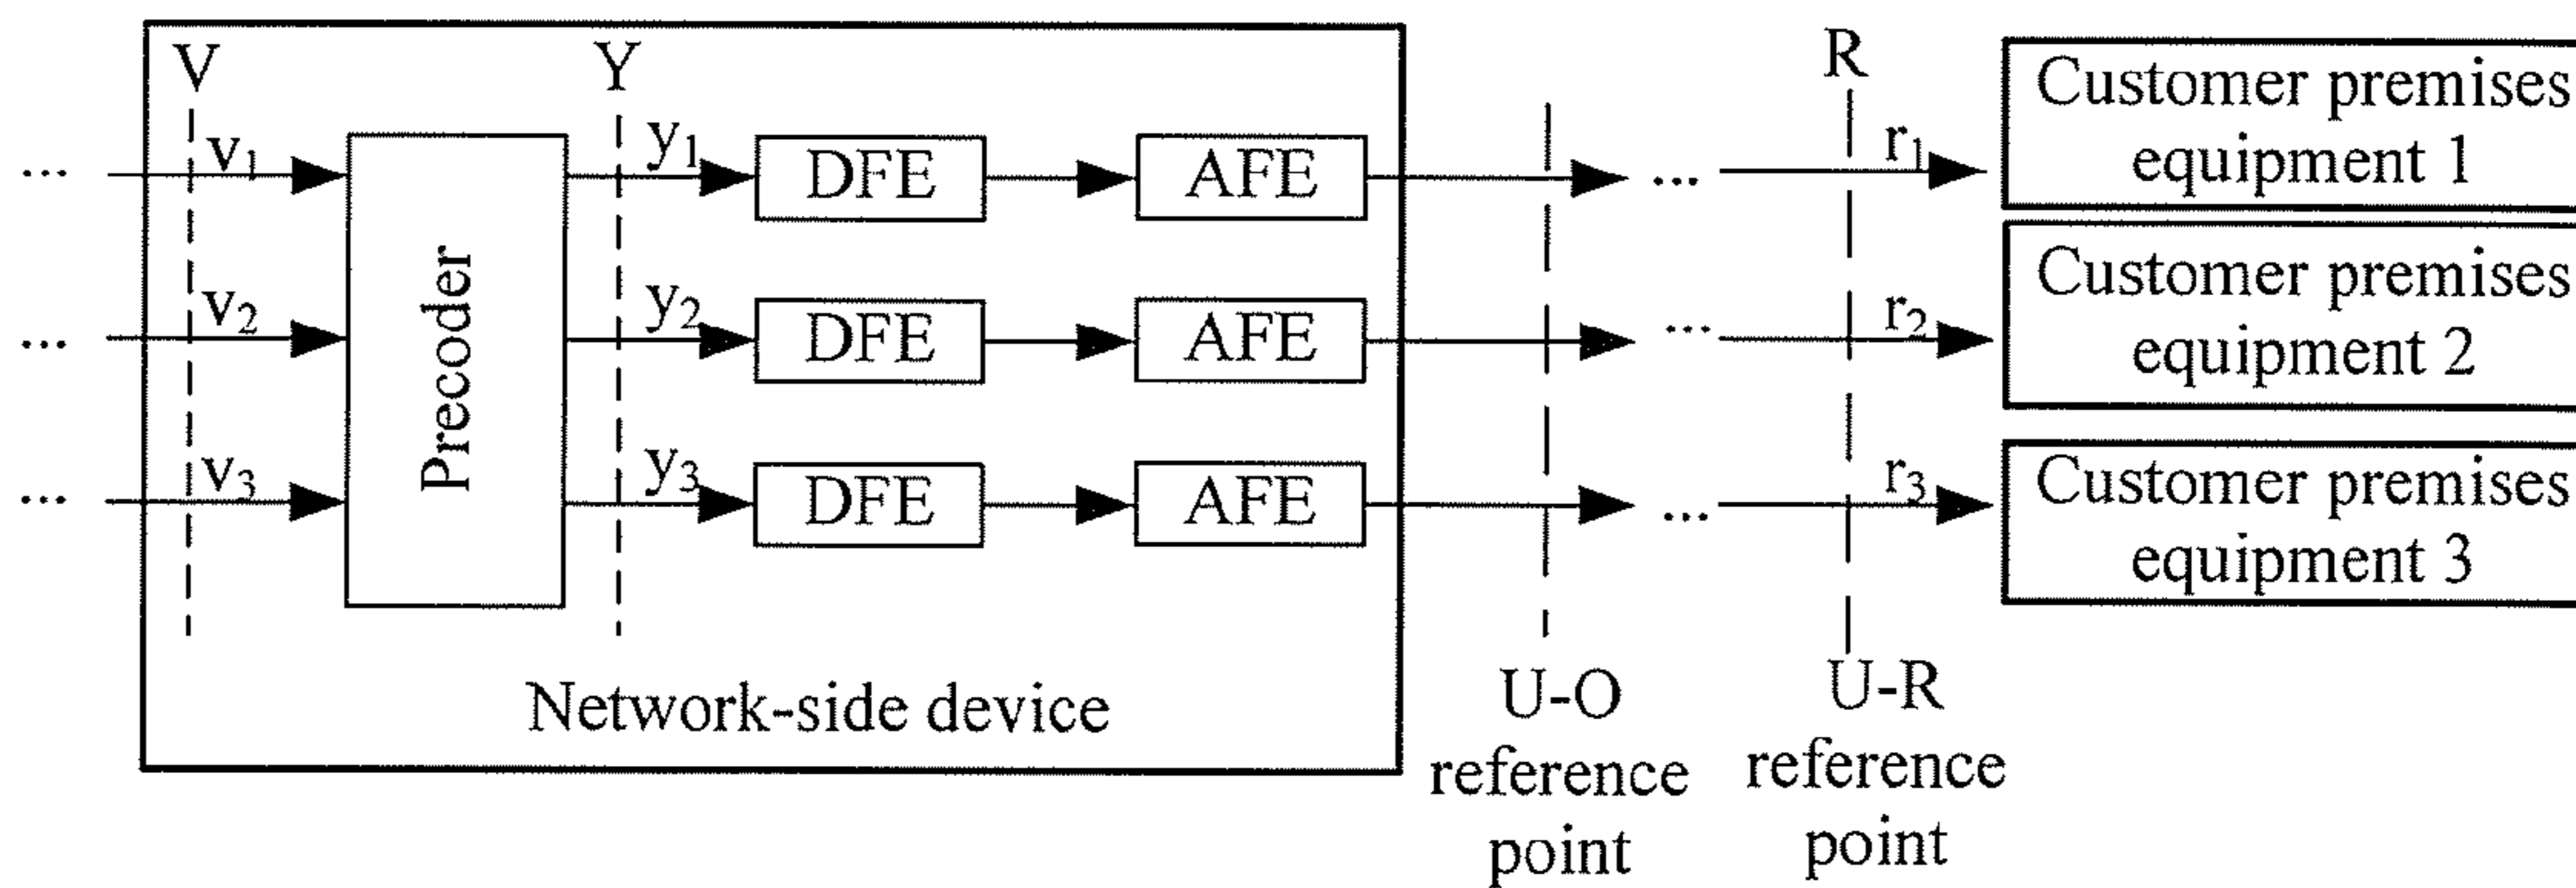 V
Y
R
... v₁ y₁ DFE AFE ... r₁
Customer premises
equipment 1
... v₂ y₂ DFE AFE ... r₂
Customer premises
equipment 2
Precoder
... v₃ y₃ DFE AFE ... r₃
Customer premises
equipment 3
Network-side device
U-O
reference
point
U-R
reference
point